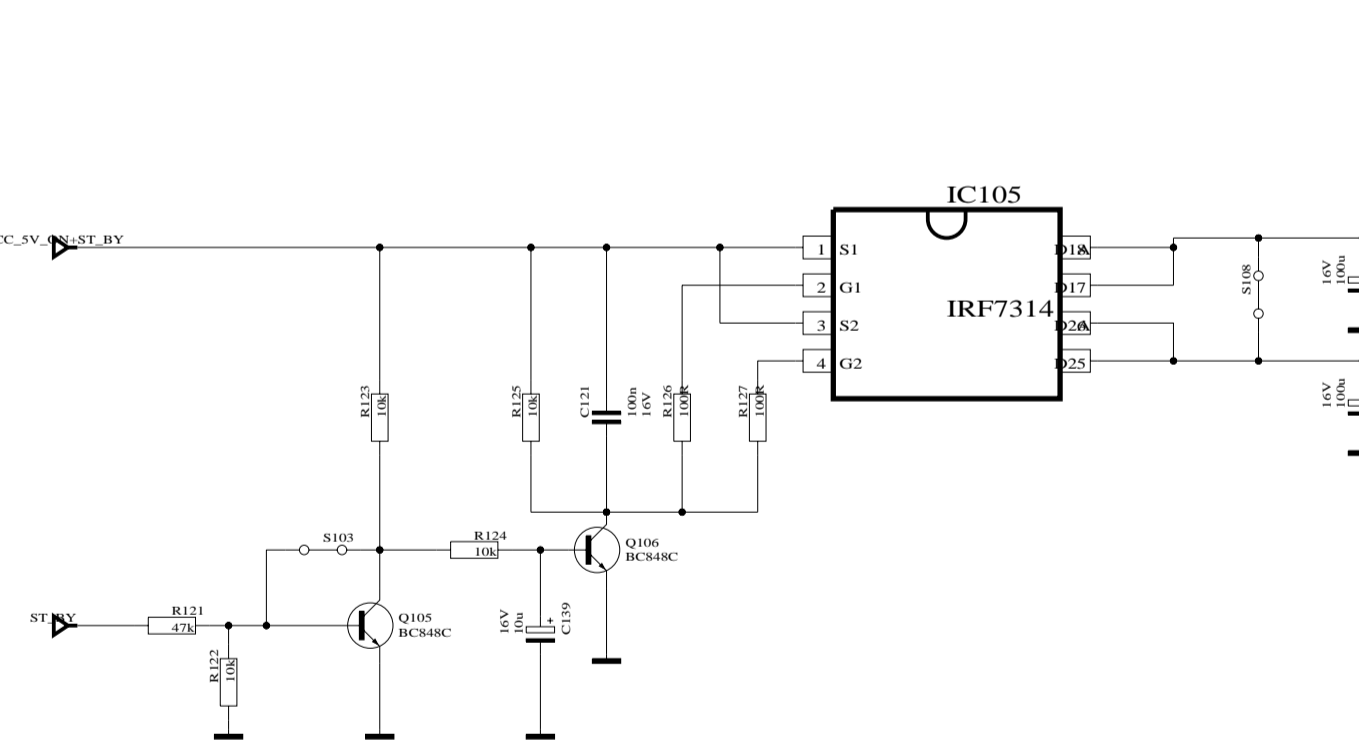 IC105
CC_5V_ON+ST_BY
1 S1
2 G1
3 S2
4 G2
IRF7314
D17
D25
S108
16V
100u
16V
100u
R123
10k
R125
10k
C121
100n
16V
R126
100R
R127
100R
S103
R124
10k
Q106
BC848C
ST_BY
R121
47k
Q105
BC848C
16V
10u
+
C139
R122
10k